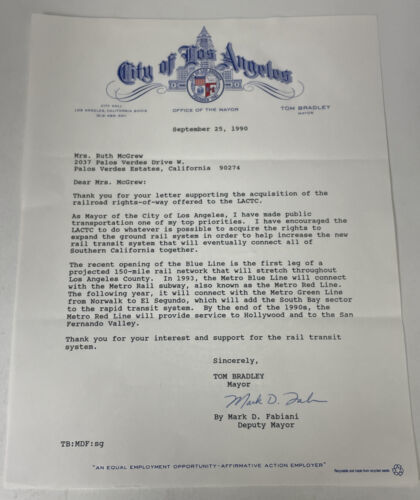 City of Los Angeles
CITY HALL
LOS ANGELES, CALIFORNIA 90012
OFFICE OF THE MAYOR
TOM BRADLEY
MAYOR
September 25, 1990
Mrs. Ruth McGrew
2037 Palos Verdes Drive W.
Palos Verdes Estates, California 90274
Dear Mrs. McGrew:
Thank you for your letter supporting the acquisition of the
railroad rights-of-way offered to the LACTC.
As Mayor of the City of Los Angeles, I have made public
transportation one of my top priorities. I have encouraged the
LACTC to do whatever is possible to acquire the rights to
expand the ground rail system in order to help increase the new
rail transit system that will eventually connect all of
Southern California together.
The recent opening of the Blue Line is the first leg of a
projected 150-mile rail network that will stretch throughout
Los Angeles County. In 1993, the Metro Blue Line will connect
with the Metro Rail subway, also known as the Metro Red Line.
The following year, it will connect with the Metro Green Line
from Norwalk to El Segundo, which will add the South Bay sector
to the rapid transit system. By the end of the 1990s, the
Metro Red Line will provide service to Hollywood and to the San
Fernando Valley.
Thank you for your interest and support for the rail transit
system.
Sincerely,
TOM BRADLEY
Mayor
Mark D. Fabiani
By Mark D. Fabiani
Deputy Mayor
TB:MDF:sg
"AN EQUAL EMPLOYMENT OPPORTUNITY-AFFIRMATIVE ACTION EMPLOYER"
Recyclable and made from recycled waste